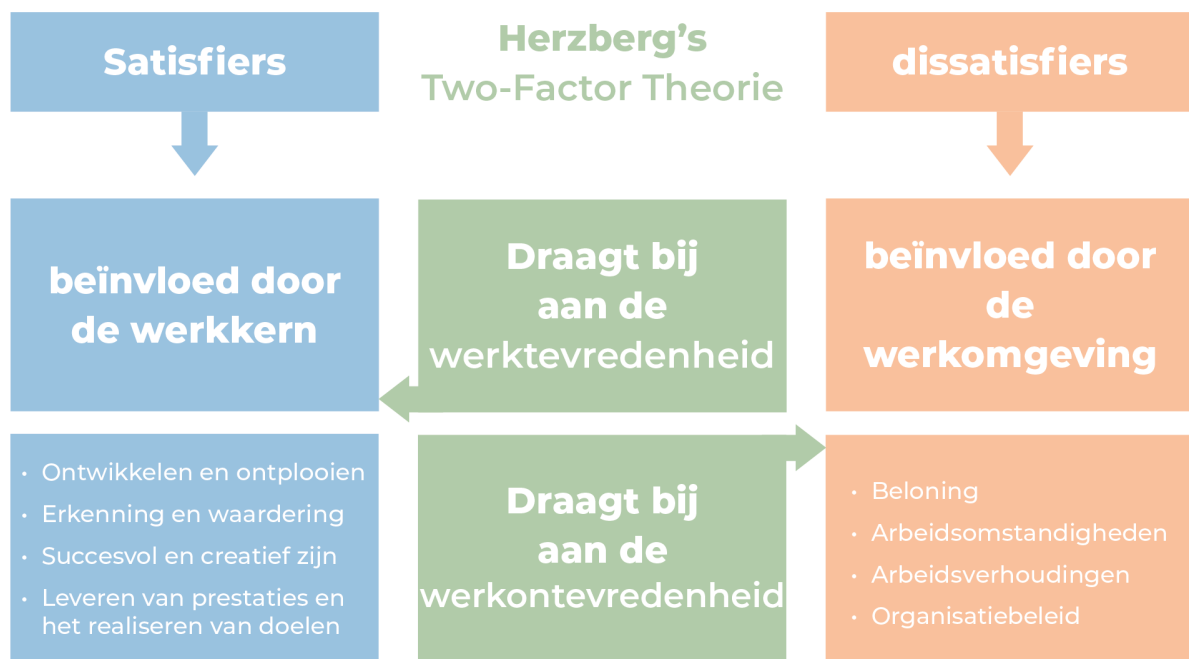 Satisfiers
Herzberg's
Two-Factor Theorie
dissatisfiers
beïnvloed door
de werkkern
Draagt bij
aan de
werktevredenheid
beïnvloed door
de
werkomgeving
• Ontwikkelen en ontplooien
• Erkenning en waardering
• Succesvol en creatief zijn
• Leveren van prestaties en
het realiseren van doelen
Draagt bij
aan de
werkontevredenheid
• Beloning
• Arbeidsomstandigheden
• Arbeidsverhoudingen
• Organisatiebeleid